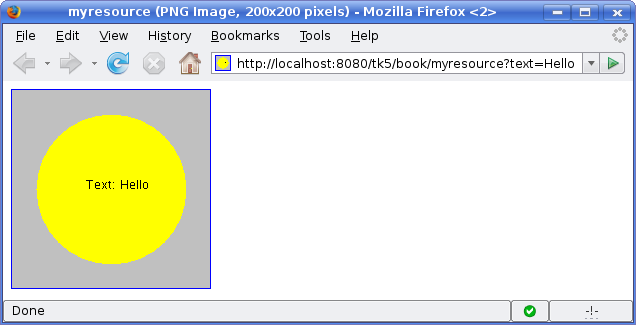 myresource (PNG Image, 200x200 pixels) - Mozilla Firefox <2>
File Edit View History Bookmarks Tools Help
http://localhost:8080/tk5/book/myresource?text=Hello
Text: Hello
Done -!-